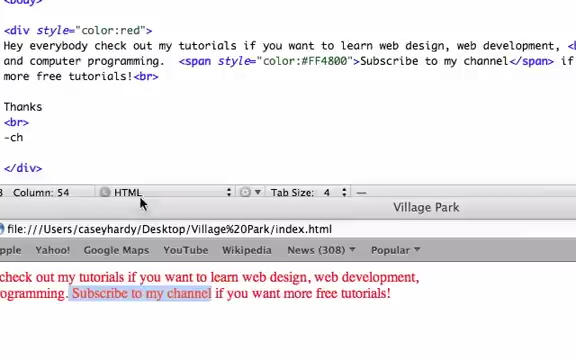 <body>
<div style="color:red">
Hey everybody check out my tutorials if you want to learn web design, web development, <
and computer programming.  <span style="color:#FF4800">Subscribe to my channel</span> if
more free tutorials!<br>
Thanks
<br>
-ch
</div>
Column: 54 HTML Tab Size: 4
Village Park
file:///Users/caseyhardy/Desktop/Village%20Park/index.html
pple Yahoo! Google Maps YouTube Wikipedia News (308) Popular
check out my tutorials if you want to learn web design, web development,
rogramming. Subscribe to my channel if you want more free tutorials!